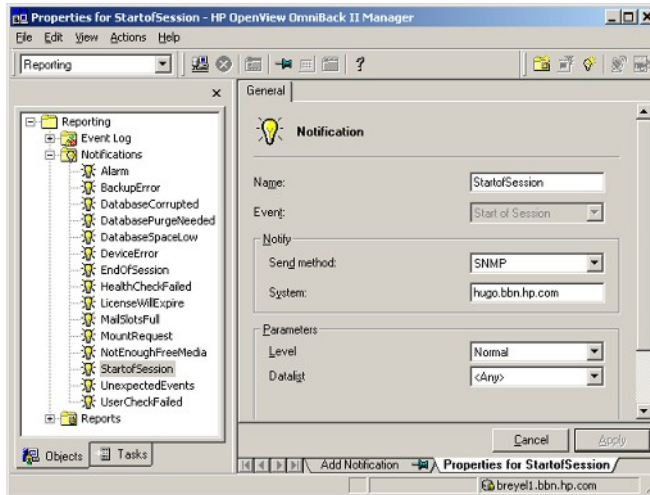 Properties for StartofSession - HP OpenView OmniBack II Manager
File Edit View Actions Help
Reporting
Reporting
Event Log
Notifications
Alarm
BackupError
DatabaseCorrupted
DatabasePurgeNeeded
DatabaseSpaceLow
DeviceError
EndOfSession
HealthCheckFailed
LicenseWillExpire
MailSlotsFull
MountRequest
NotEnoughFreeMedia
StartofSession
UnexpectedEvents
UserCheckFailed
Reports
Objects Tasks
General
Notification
Name: StartofSession
Event: Start of Session
Notify
Send method: SNMP
System: hugo.bbn.hp.com
Parameters
Level Normal
Datalist <Any>
Cancel Apply
Add Notification Properties for StartofSession
breyel1.bbn.hp.com